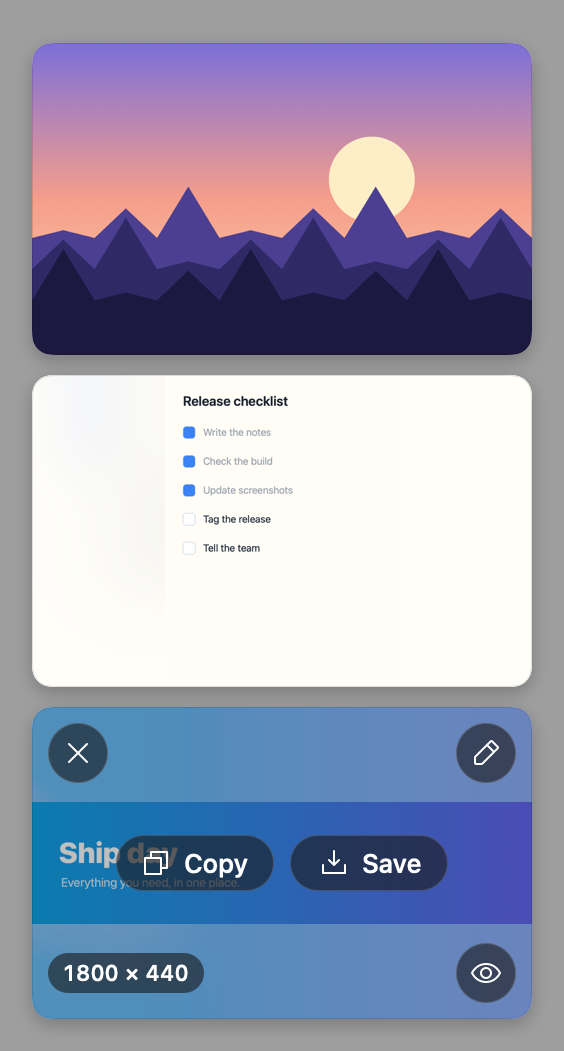 Release checklist
Write the notes
Check the build
Update screenshots
Tag the release
Tell the team
Ship day
Copy
Save
Everything you need, in one place.
1800 × 440